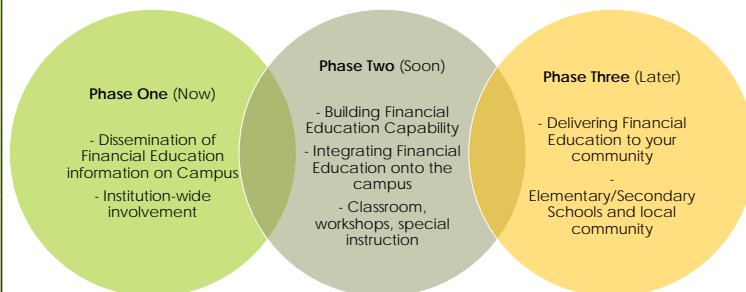 Phase One (Now)
- Dissemination of
Financial Education
information on Campus
- Institution-wide
involvement
Phase Two (Soon)
- Building Financial
Education Capability
- Integrating Financial
Education onto the
campus
- Classroom,
workshops, special
instruction
Phase Three (Later)
- Delivering Financial
Education to your
community
-
Elementary/Secondary
Schools and local
community